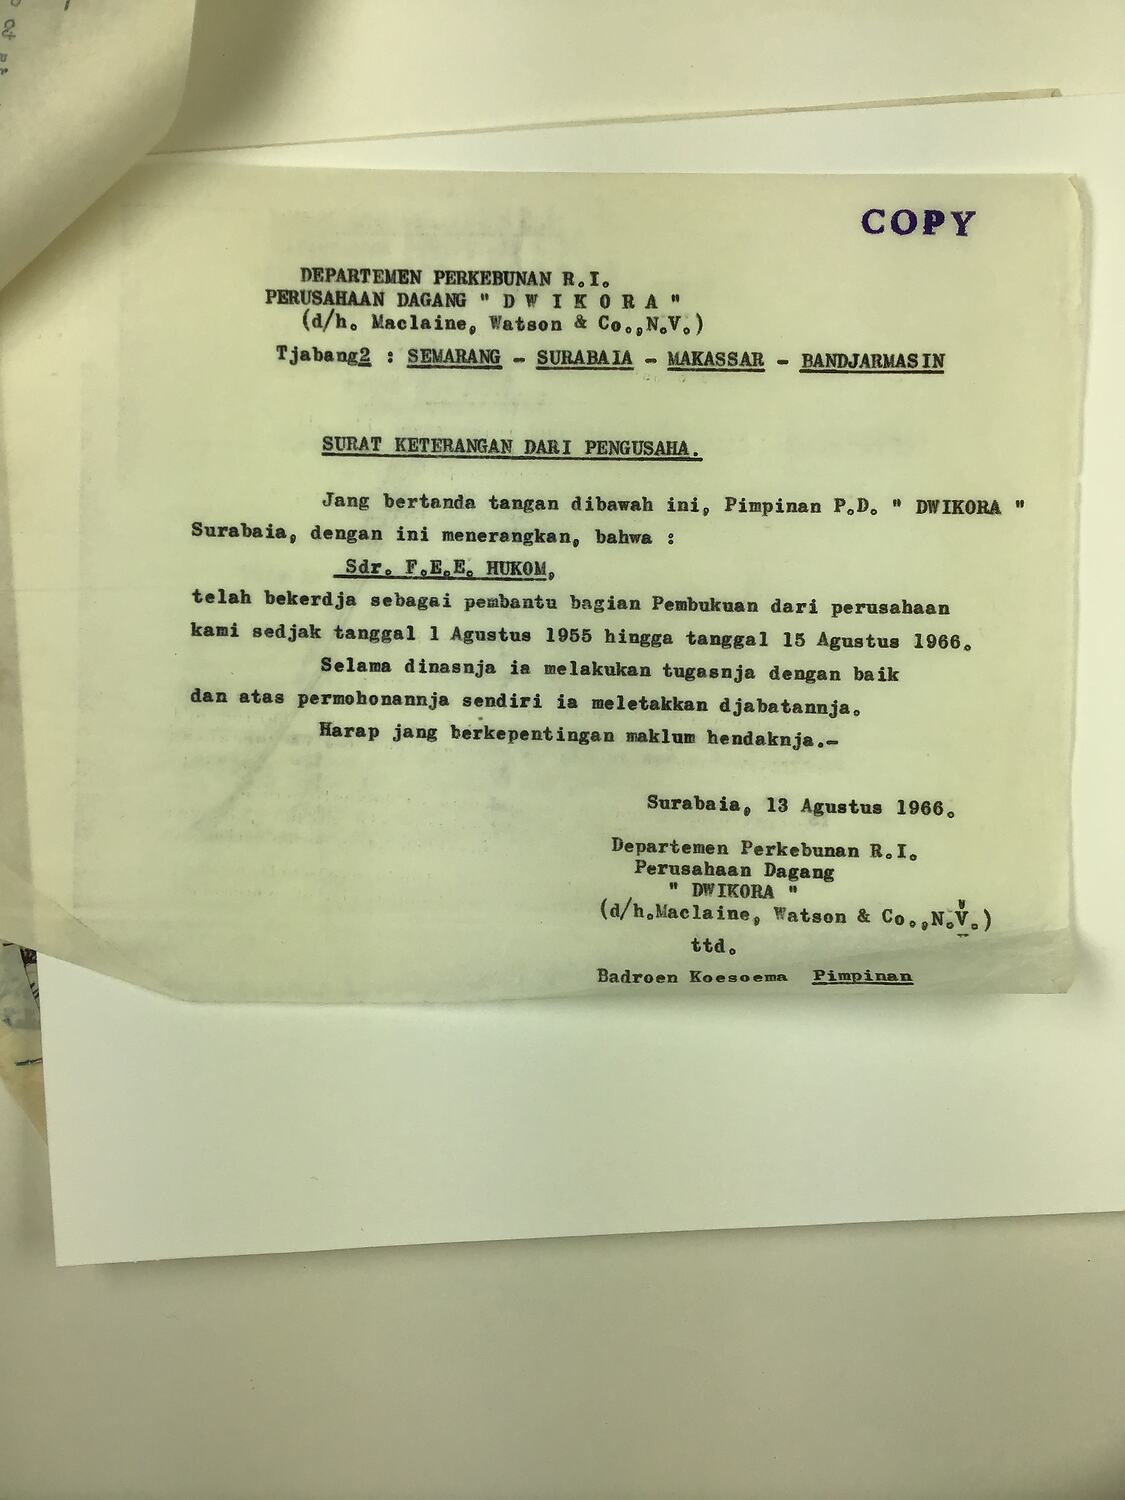 COPY
DEPARTEMEN PERKEBUNAN R.I.
PERUSAHAAN DAGANG " D W I K O R A "
(d/h. Maclaine, Watson & Co.,N.V.)
Tjabang2 : SEMARANG - SURABAIA - MAKASSAR - BANDJARMASIN
SURAT KETERANGAN DARI PENGUSAHA.
Jang bertanda tangan dibawah ini, Pimpinan P.D. " DWIKORA "
Surabaia, dengan ini menerangkan, bahwa :
Sdr. F.E.E. HUKOM,
telah bekerdja sebagai pembantu bagian Pembukuan dari perusahaan
kami sedjak tanggal 1 Agustus 1955 hingga tanggal 15 Agustus 1966.
Selama dinasnja ia melakukan tugasnja dengan baik
dan atas permohonannja sendiri ia meletakkan djabatannja.
Harap jang berkepentingan maklum hendaknja.-
Surabaia, 13 Agustus 1966.
Departemen Perkebunan R.I.
Perusahaan Dagang
" DWIKORA "
(d/h.Maclaine, Watson & Co.,N.V.)
ttd.
Badroen Koesoema Pimpinan